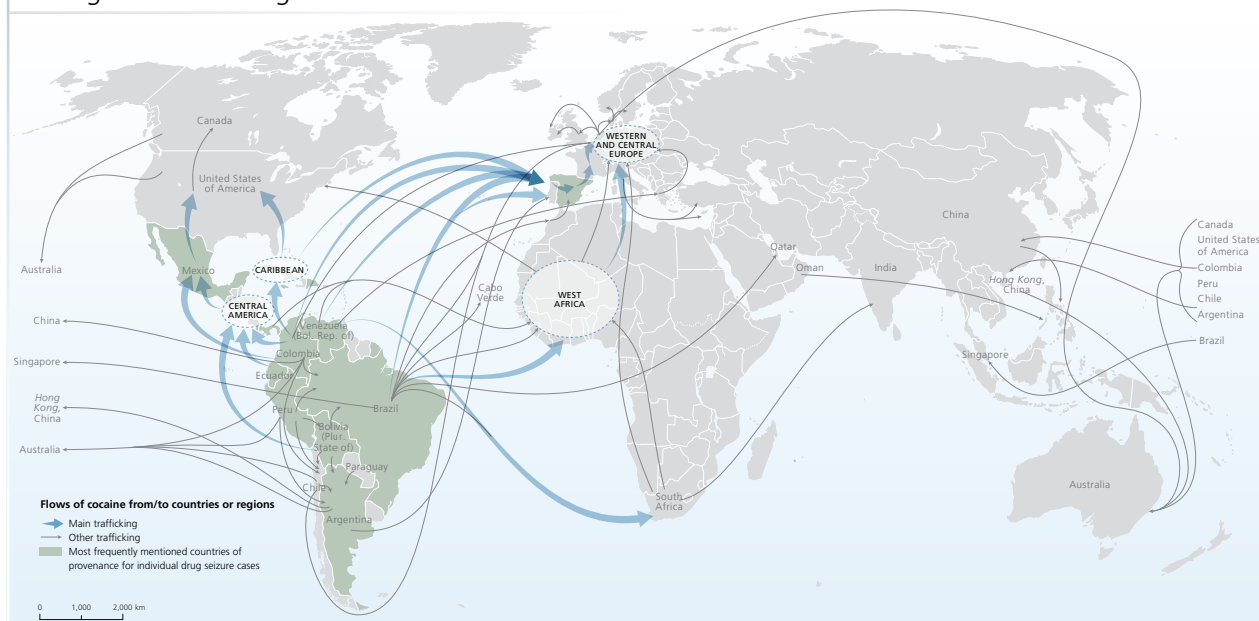 Canada
United States
of America
Mexico
CARIBBEAN
CENTRAL
AMERICA
WESTERN
AND CENTRAL
EUROPE
WEST
AFRICA
Cabo
Verde
Qatar
Oman
India
China
Hong Kong,
China
Singapore
Australia
South
Africa
Venezuela
(Bol. Rep. of)
Colombia
Ecuador
Peru
Brazil
Bolivia
(Plur.
State of)
Paraguay
Chile
Argentina
Australia
China
Singapore
Hong
Kong,
China
Australia
Canada
United States
of America
Colombia
Peru
Chile
Argentina
Brazil
Flows of cocaine from/to countries or regions
Main trafficking
Other trafficking
Most frequently mentioned countries of
provenance for individual drug seizure cases
0 1,000 2,000 km